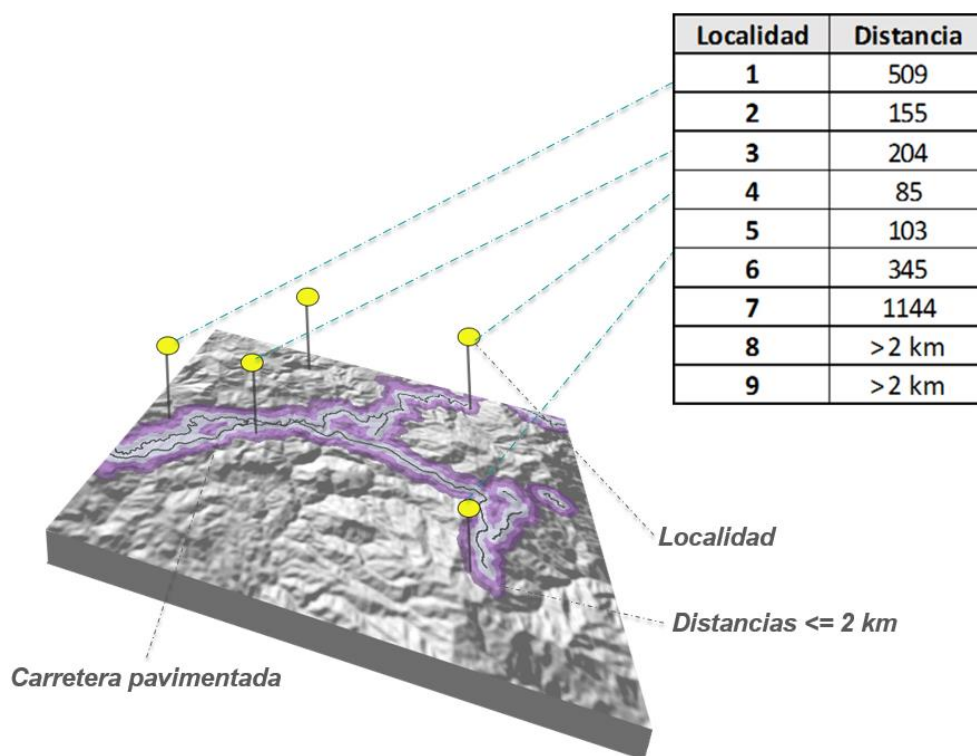 Localidad Distancia
1 509
2 155
3 204
4 85
5 103
6 345
7 1144
8 >2 km
9 >2 km
Localidad
Distancias <= 2 km
Carretera pavimentada